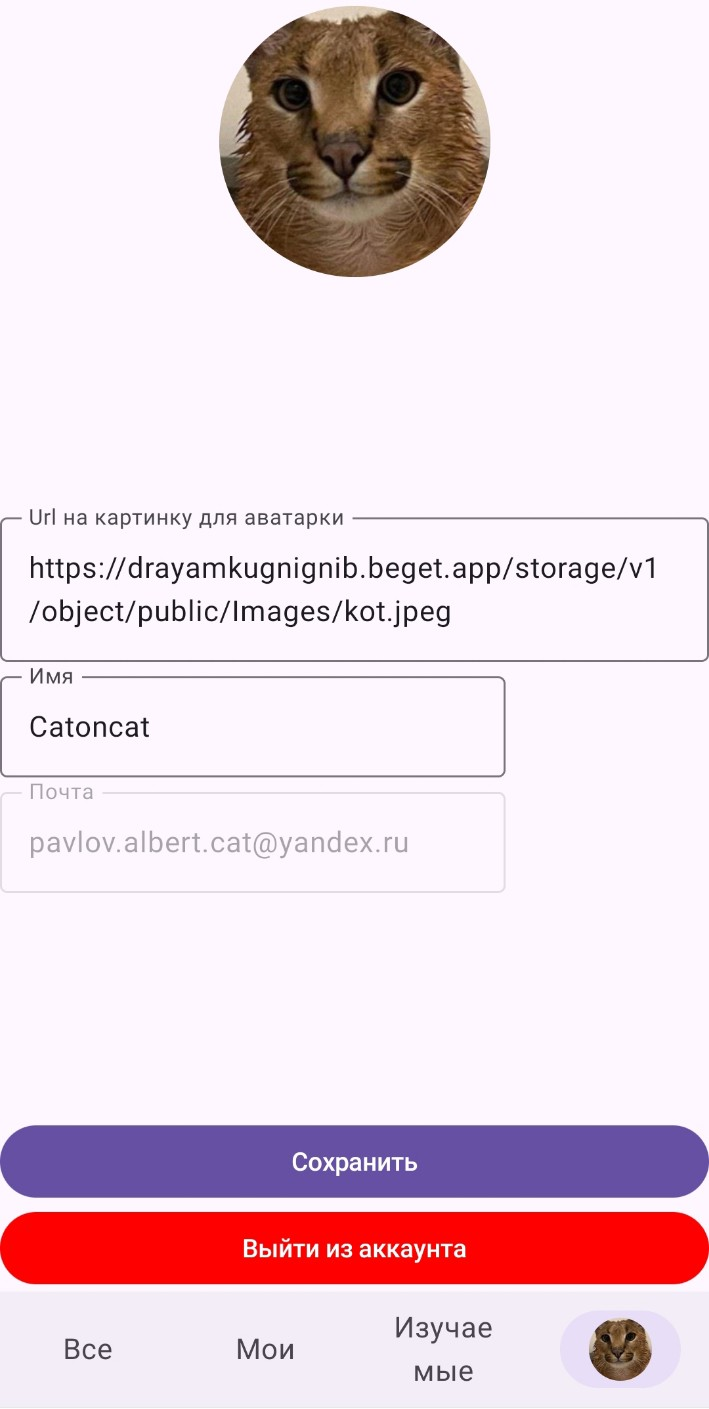 Url на картинку для аватарки
https://drayamkugnignib.beget.app/storage/v1
/object/public/Images/kot.jpeg
Имя
Catoncat
Почта
pavlov.albert.cat@yandex.ru
Сохранить
Выйти из аккаунта
Все
Мои
Изучае
мые